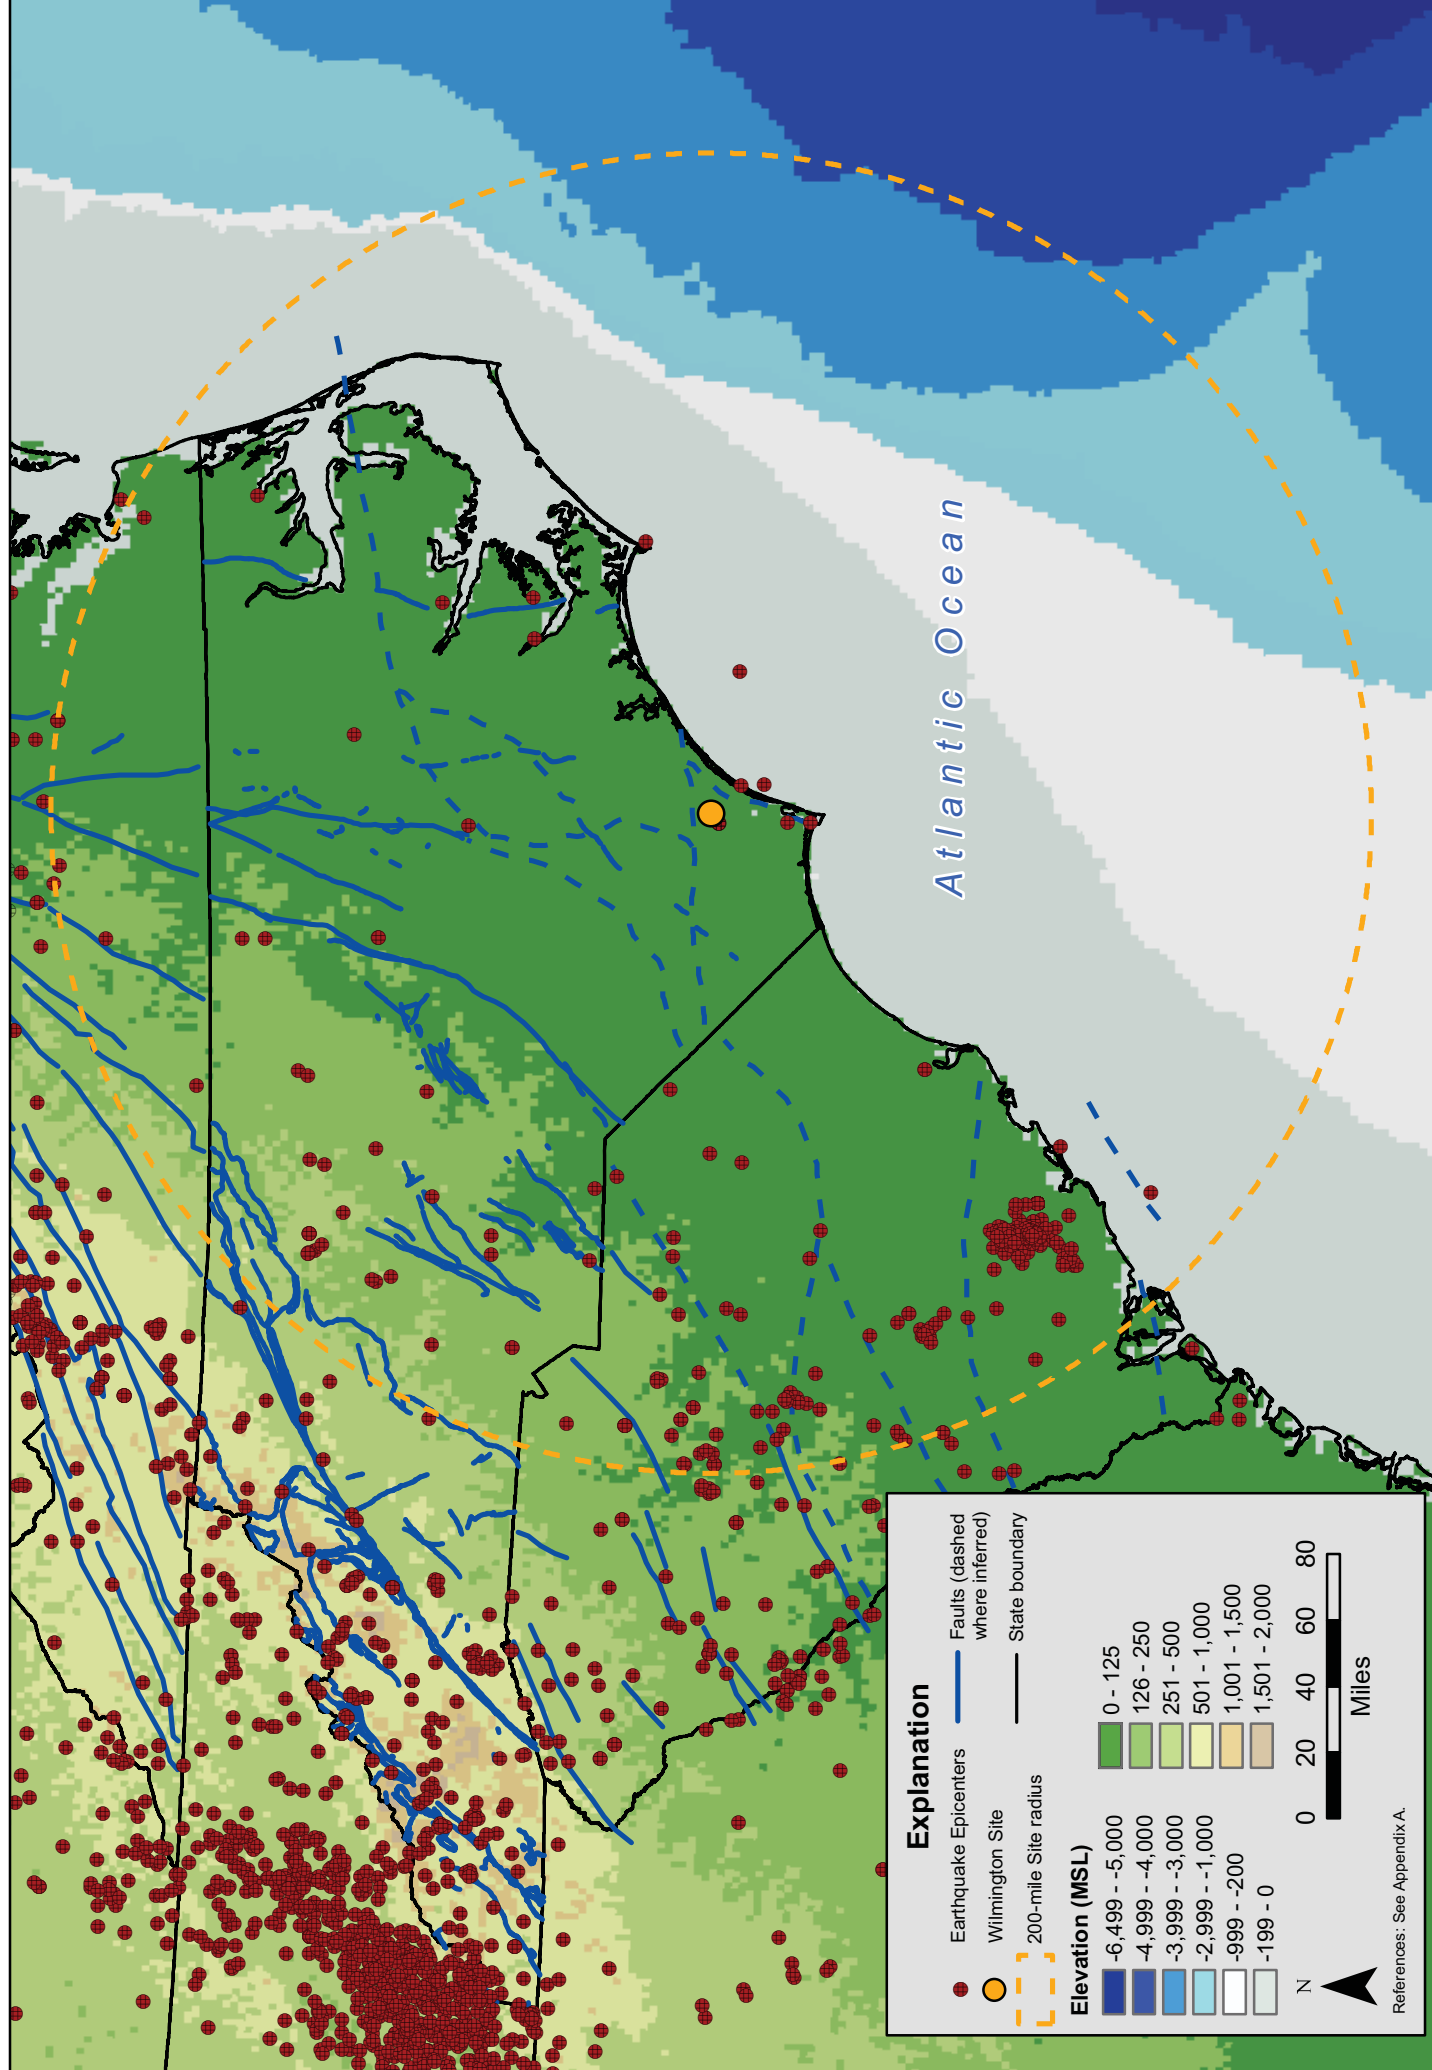 Atlantic Ocean
Explanation
Earthquake Epicenters
Wilmington Site
200-mile Site radius
Faults (dashed
where inferred)
State boundary
Elevation (MSL)
-6,499 - -5,000
-4,999 - -4,000
-3,999 - -3,000
-2,999 - -1,000
-999 - -200
-199 - 0
0 - 125
126 - 250
251 - 500
501 - 1,000
1,001 - 1,500
1,501 - 2,000
N
0 20 40 60 80
Miles
References: See Appendix A.